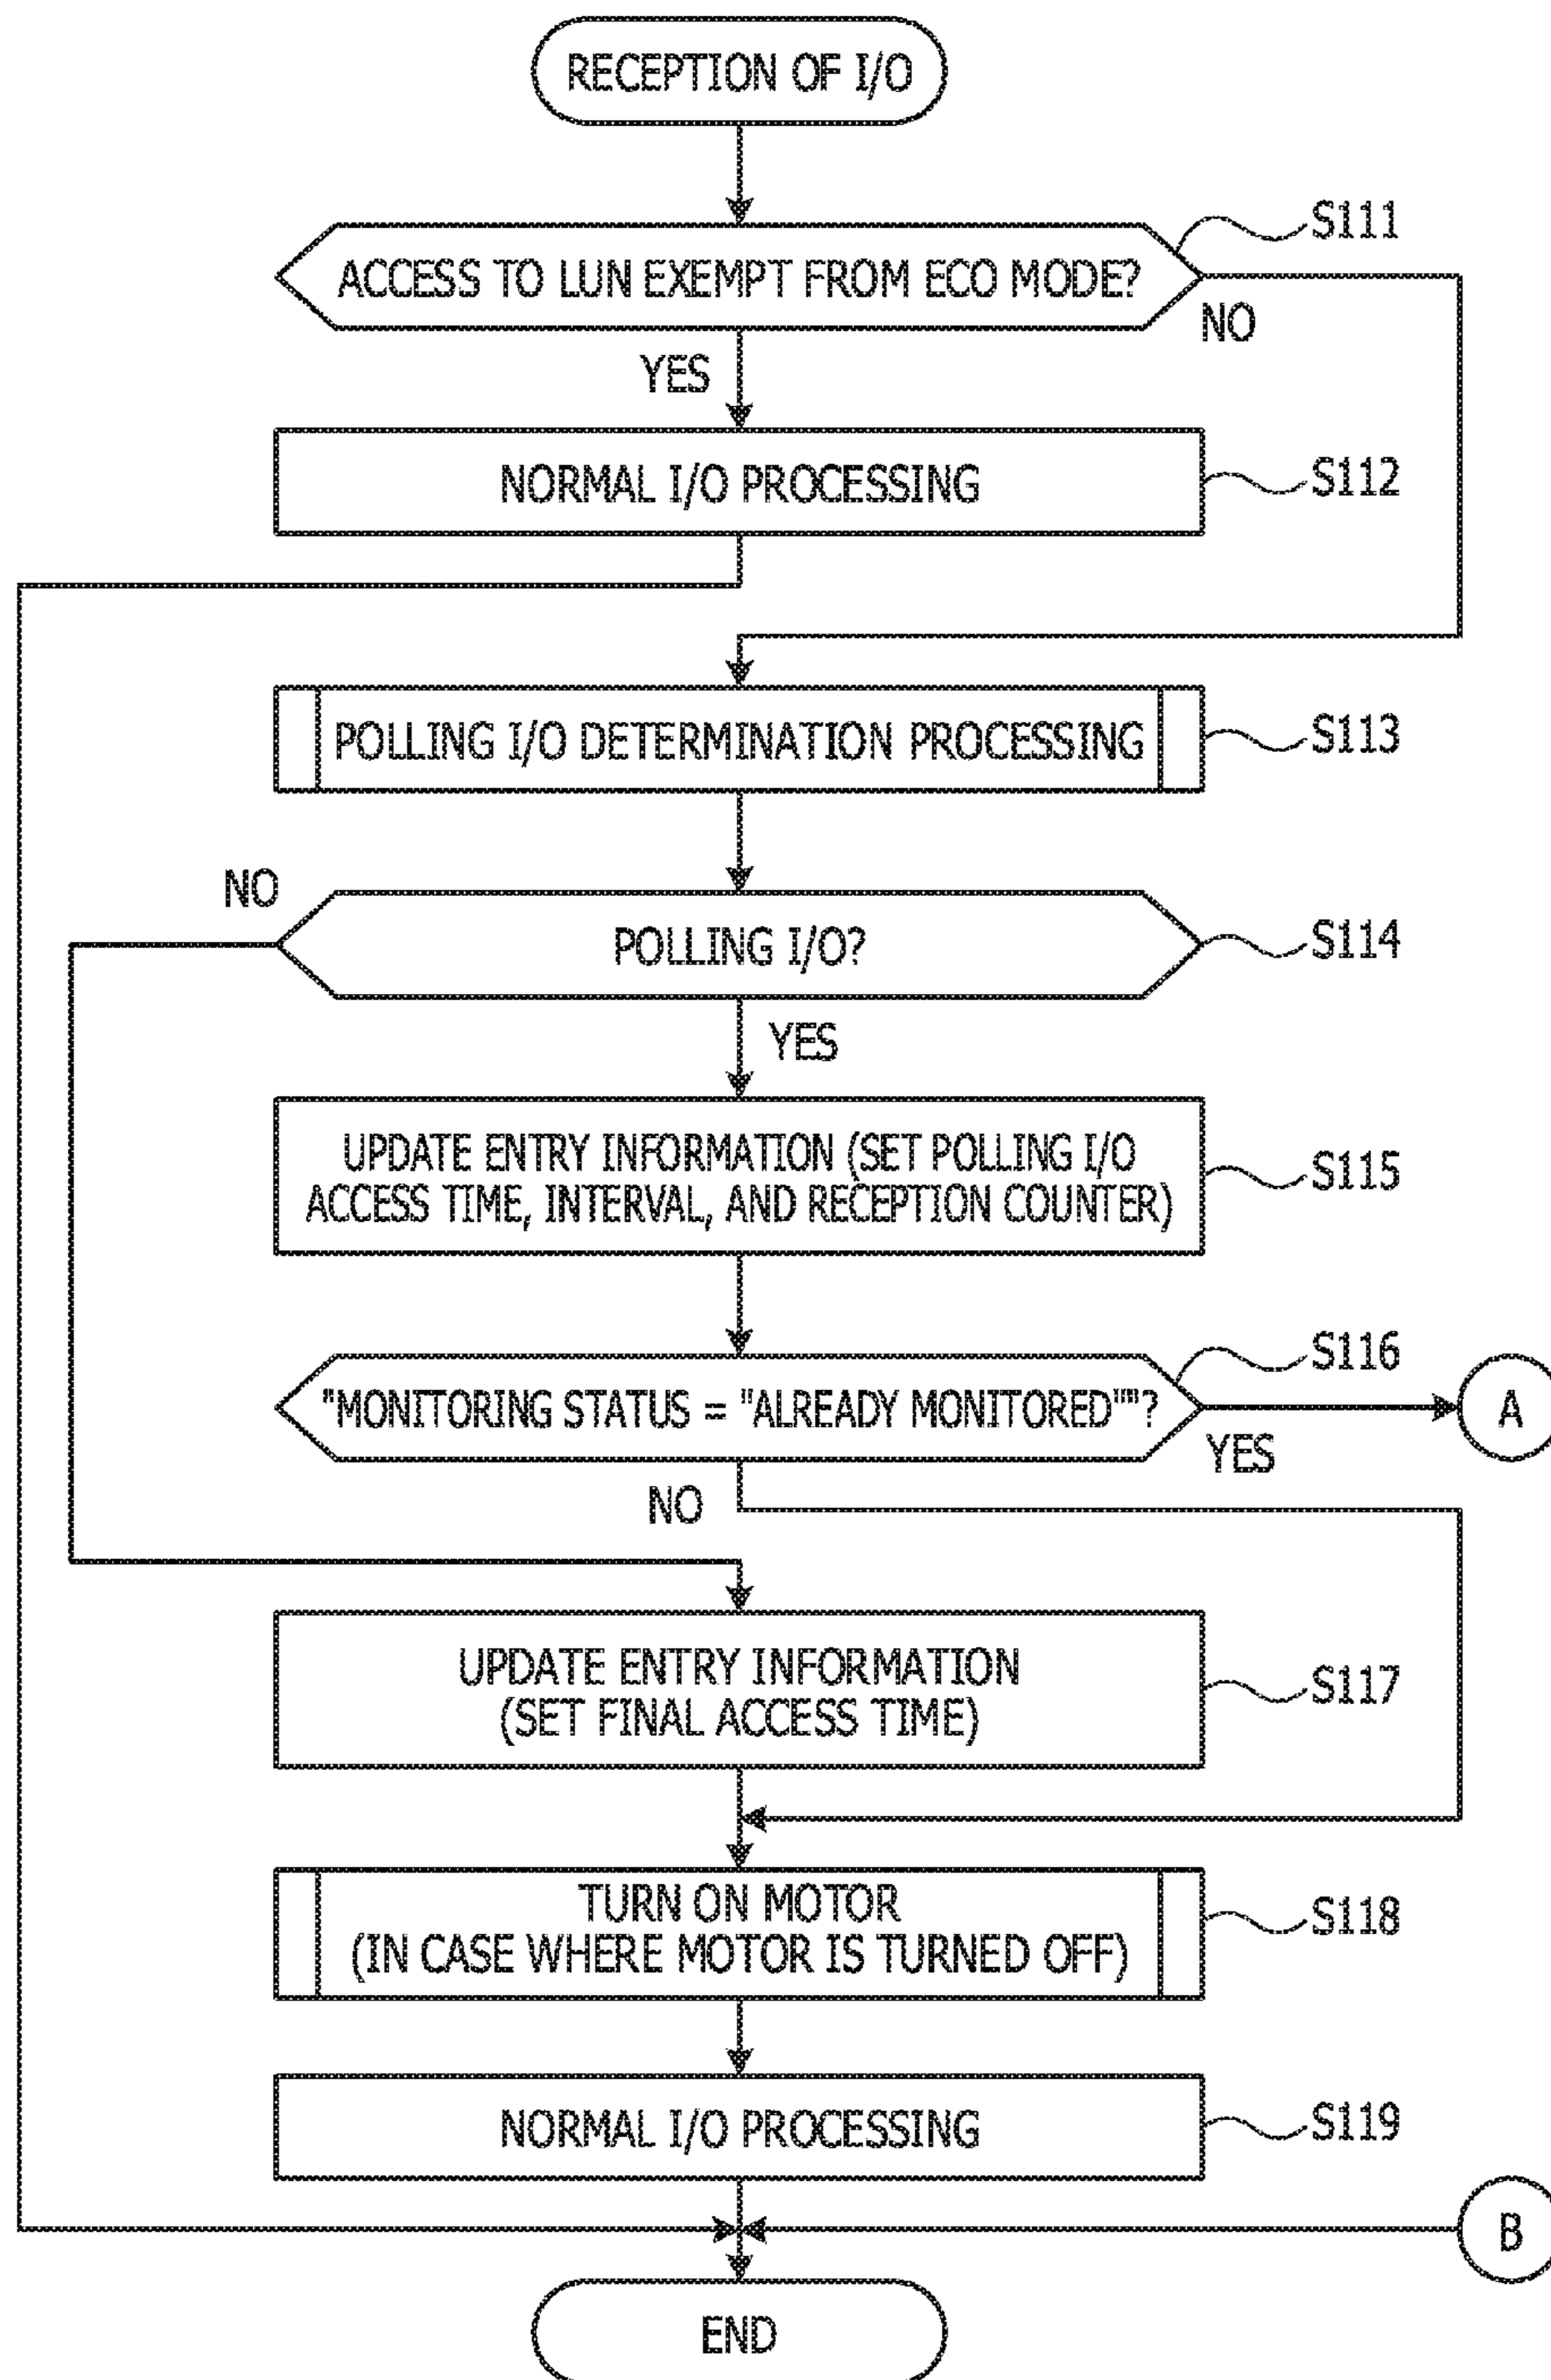 RECEPTION OF I/O
S111
ACCESS TO LUN EXEMPT FROM ECO MODE?
NO
YES
NORMAL I/O PROCESSING
S112
POLLING I/O DETERMINATION PROCESSING
S113
NO
POLLING I/O?
S114
YES
UPDATE ENTRY INFORMATION (SET POLLING I/O
ACCESS TIME, INTERVAL, AND RECEPTION COUNTER)
S115
S116
"MONITORING STATUS = "ALREADY MONITORED""?
A
YES
NO
UPDATE ENTRY INFORMATION
(SET FINAL ACCESS TIME)
S117
TURN ON MOTOR
(IN CASE WHERE MOTOR IS TURNED OFF)
S118
NORMAL I/O PROCESSING
S119
B
END